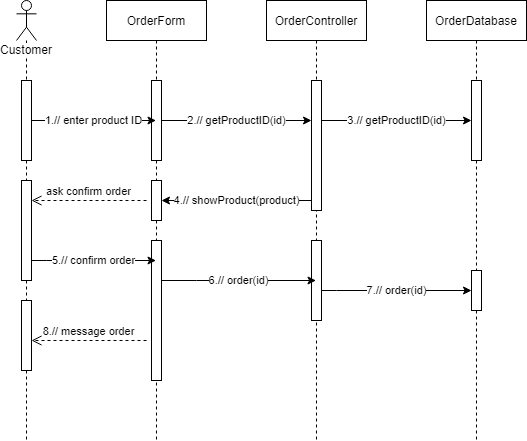 OrderForm
OrderController
OrderDatabase
Customer
1.// enter product ID
2.// getProductID(id)
3.// getProductID(id)
ask confirm order
4.// showProduct(product)
5.// confirm order
6.// order(id)
7.// order(id)
8.// message order